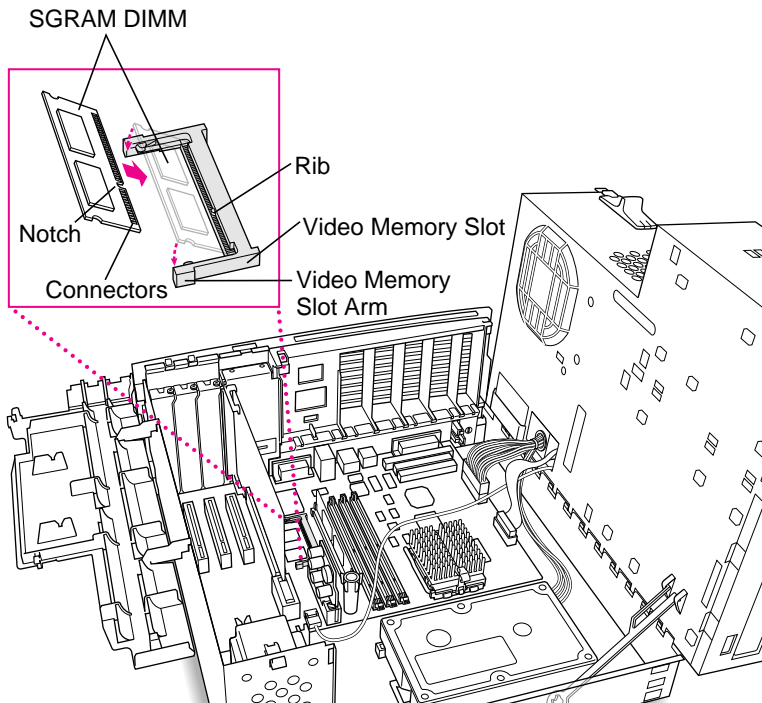 SGRAM DIMM
Rib
Notch
Video Memory Slot
Connectors
Video Memory
Slot Arm